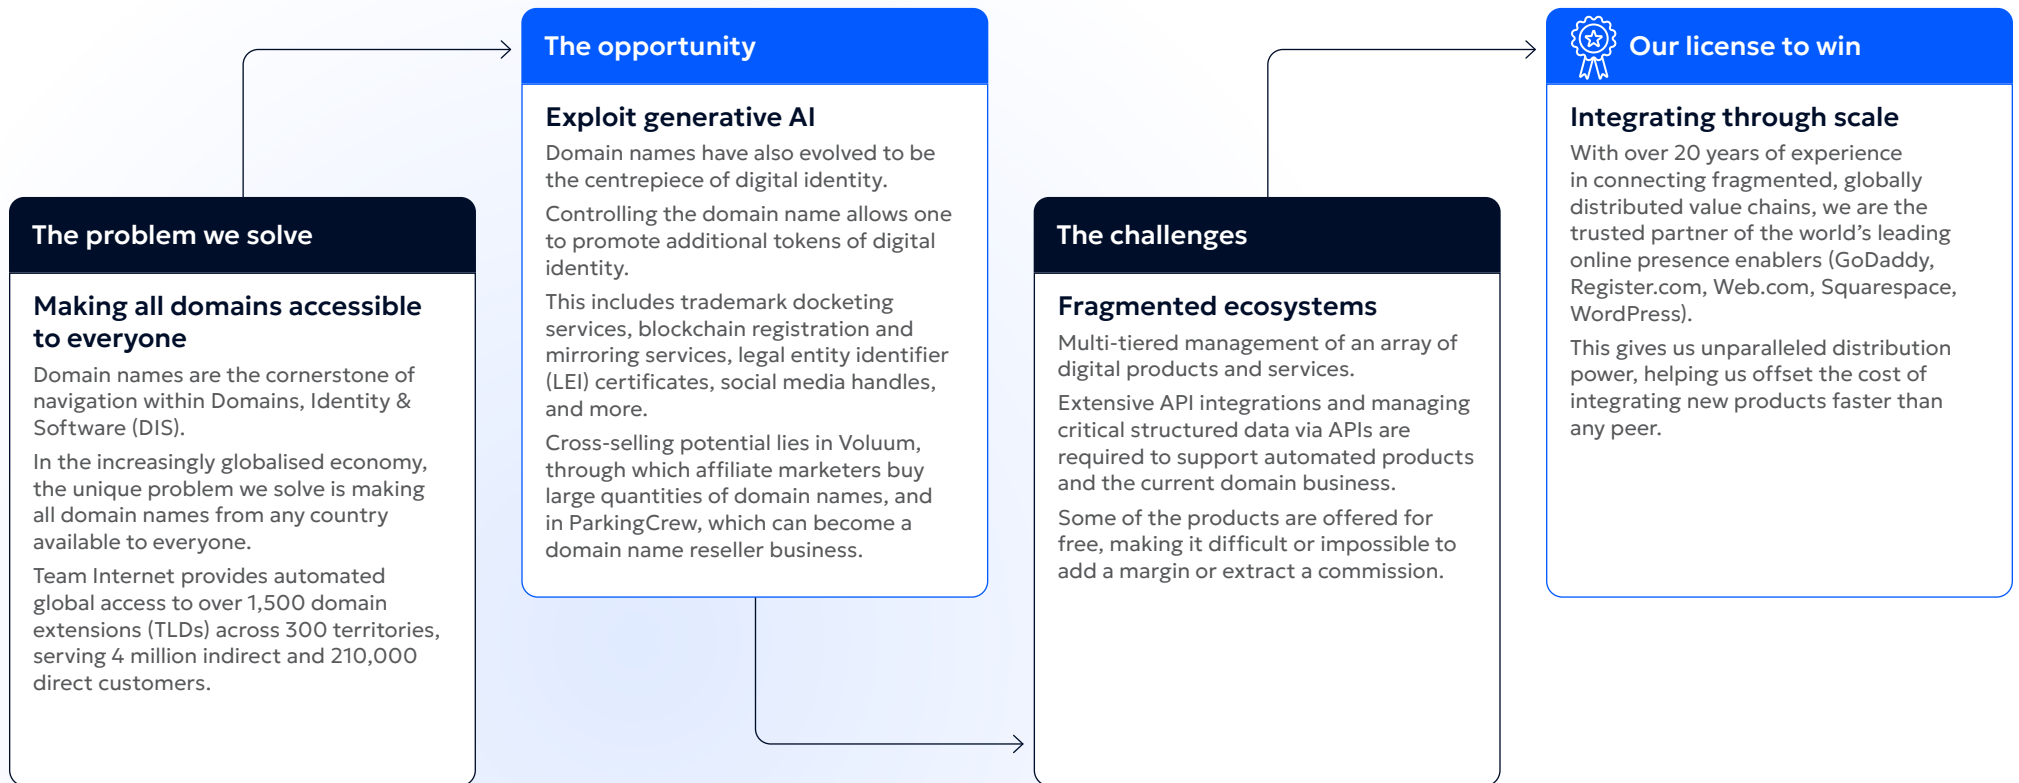 The problem we solve
Making all domains accessible
to everyone
Domain names are the cornerstone of
navigation within Domains, Identity &
Software (DIS).
In the increasingly globalised economy,
the unique problem we solve is making
all domain names from any country
available to everyone.
Team Internet provides automated
global access to over 1,500 domain
extensions (TLDs) across 300 territories,
serving 4 million indirect and 210,000
direct customers.
The opportunity
Exploit generative AI
Domain names have also evolved to be
the centrepiece of digital identity.
Controlling the domain name allows one
to promote additional tokens of digital
identity.
This includes trademark docketing
services, blockchain registration and
mirroring services, legal entity identifier
(LEI) certificates, social media handles,
and more.
Cross-selling potential lies in Voluum,
through which affiliate marketers buy
large quantities of domain names, and
in ParkingCrew, which can become a
domain name reseller business.
The challenges
Fragmented ecosystems
Multi-tiered management of an array of
digital products and services.
Extensive API integrations and managing
critical structured data via APIs are
required to support automated products
and the current domain business.
Some of the products are offered for
free, making it difficult or impossible to
add a margin or extract a commission.
Our license to win
Integrating through scale
With over 20 years of experience
in connecting fragmented, globally
distributed value chains, we are the
trusted partner of the world’s leading
online presence enablers (GoDaddy,
Register.com, Web.com, Squarespace,
WordPress).
This gives us unparalleled distribution
power, helping us offset the cost of
integrating new products faster than
any peer.